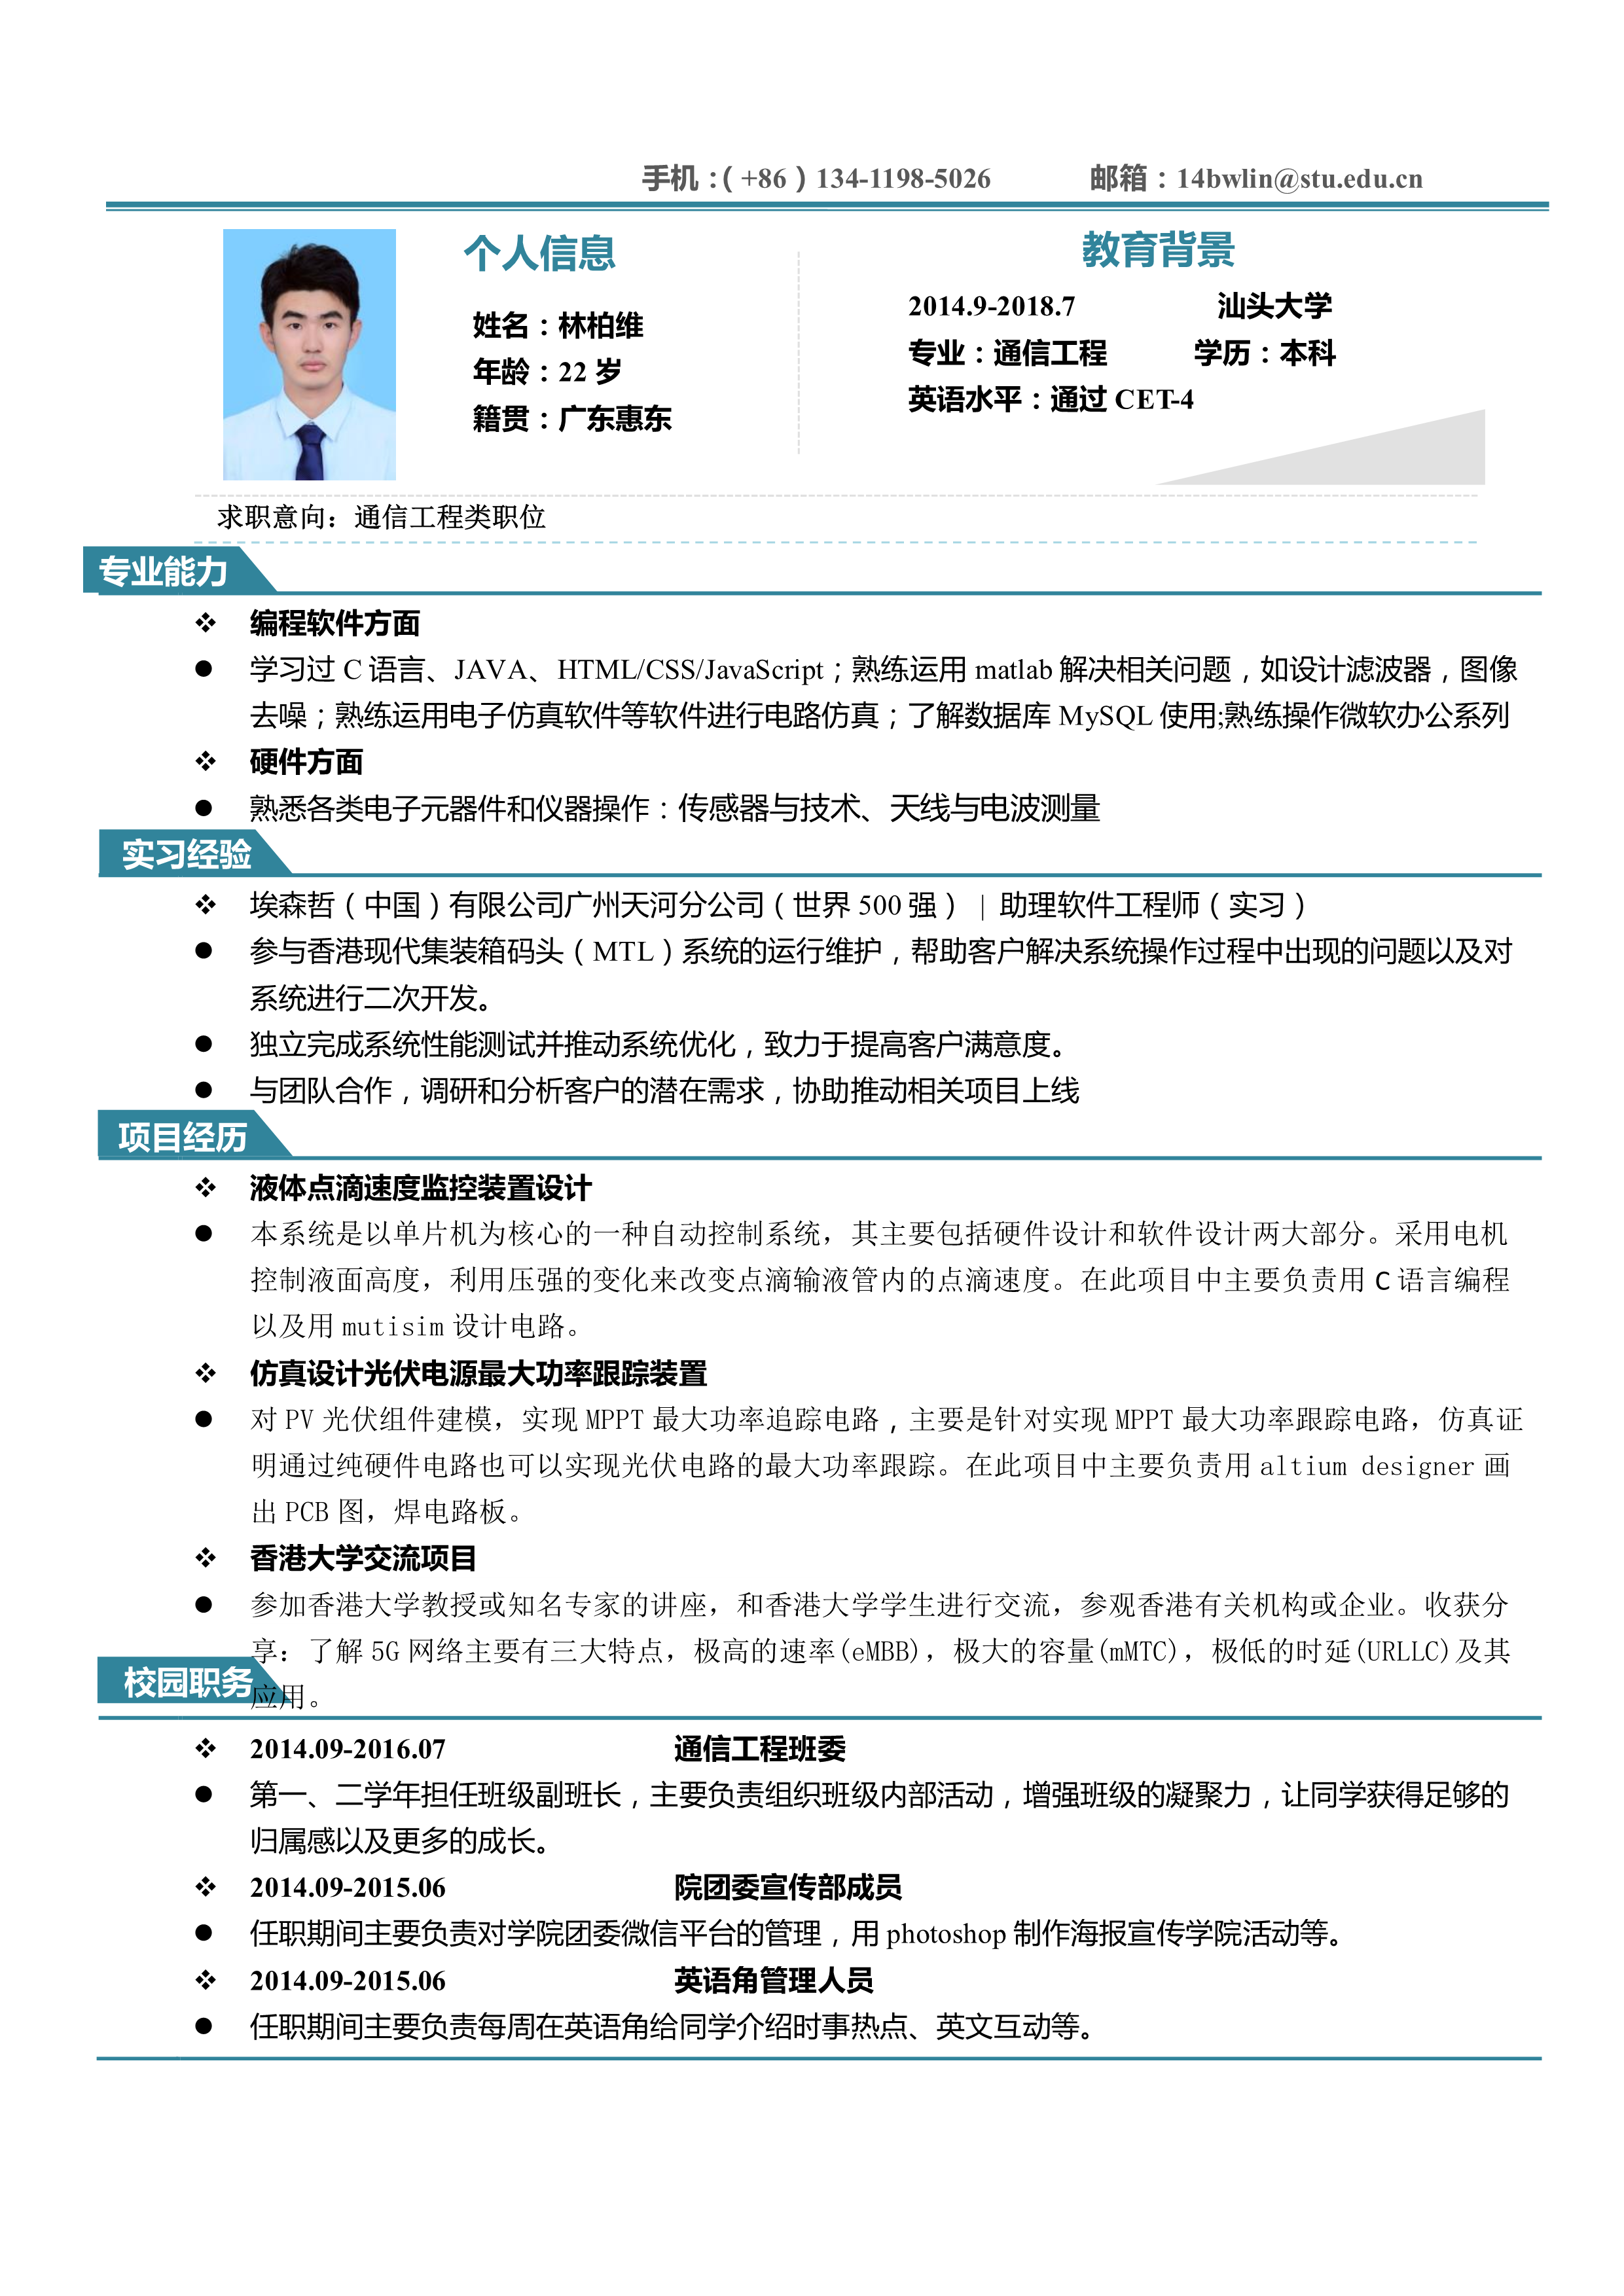 手机：（+86）134-1198-5026 邮箱：14bwlin@stu.edu.cn
个人信息
姓名：林柏维
年龄：22 岁
籍贯：广东惠东
教育背景
2014.9-2018.7 汕头大学
专业：通信工程 学历：本科
英语水平：通过 CET-4
求职意向：通信工程类职位
专业能力
❖ 编程软件方面
● 学习过 C 语言、JAVA、HTML/CSS/JavaScript；熟练运用 matlab 解决相关问题，如设计滤波器，图像
去噪；熟练运用电子仿真软件等软件进行电路仿真；了解数据库 MySQL 使用;熟练操作微软办公系列
❖ 硬件方面
● 熟悉各类电子元器件和仪器操作：传感器与技术、天线与电波测量
实习经验
❖ 埃森哲（中国）有限公司广州天河分公司（世界 500 强） | 助理软件工程师（实习）
● 参与香港现代集装箱码头（MTL）系统的运行维护，帮助客户解决系统操作过程中出现的问题以及对
系统进行二次开发。
● 独立完成系统性能测试并推动系统优化，致力于提高客户满意度。
● 与团队合作，调研和分析客户的潜在需求，协助推动相关项目上线
项目经历
❖ 液体点滴速度监控装置设计
● 本系统是以单片机为核心的一种自动控制系统，其主要包括硬件设计和软件设计两大部分。采用电机
控制液面高度，利用压强的变化来改变点滴输液管内的点滴速度。在此项目中主要负责用 C 语言编程
以及用 mutisim 设计电路。
❖ 仿真设计光伏电源最大功率跟踪装置
● 对 PV 光伏组件建模，实现 MPPT 最大功率追踪电路，主要是针对实现 MPPT 最大功率跟踪电路，仿真证
明通过纯硬件电路也可以实现光伏电路的最大功率跟踪。在此项目中主要负责用 altium designer 画
出 PCB 图，焊电路板。
❖ 香港大学交流项目
● 参加香港大学教授或知名专家的讲座，和香港大学学生进行交流，参观香港有关机构或企业。收获分
享：了解 5G 网络主要有三大特点，极高的速率(eMBB)，极大的容量(mMTC)，极低的时延(URLLC)及其
应用。
校园职务
❖ 2014.09-2016.07 通信工程班委
● 第一、二学年担任班级副班长，主要负责组织班级内部活动，增强班级的凝聚力，让同学获得足够的
归属感以及更多的成长。
❖ 2014.09-2015.06 院团委宣传部成员
● 任职期间主要负责对学院团委微信平台的管理，用 photoshop 制作海报宣传学院活动等。
❖ 2014.09-2015.06 英语角管理人员
● 任职期间主要负责每周在英语角给同学介绍时事热点、英文互动等。